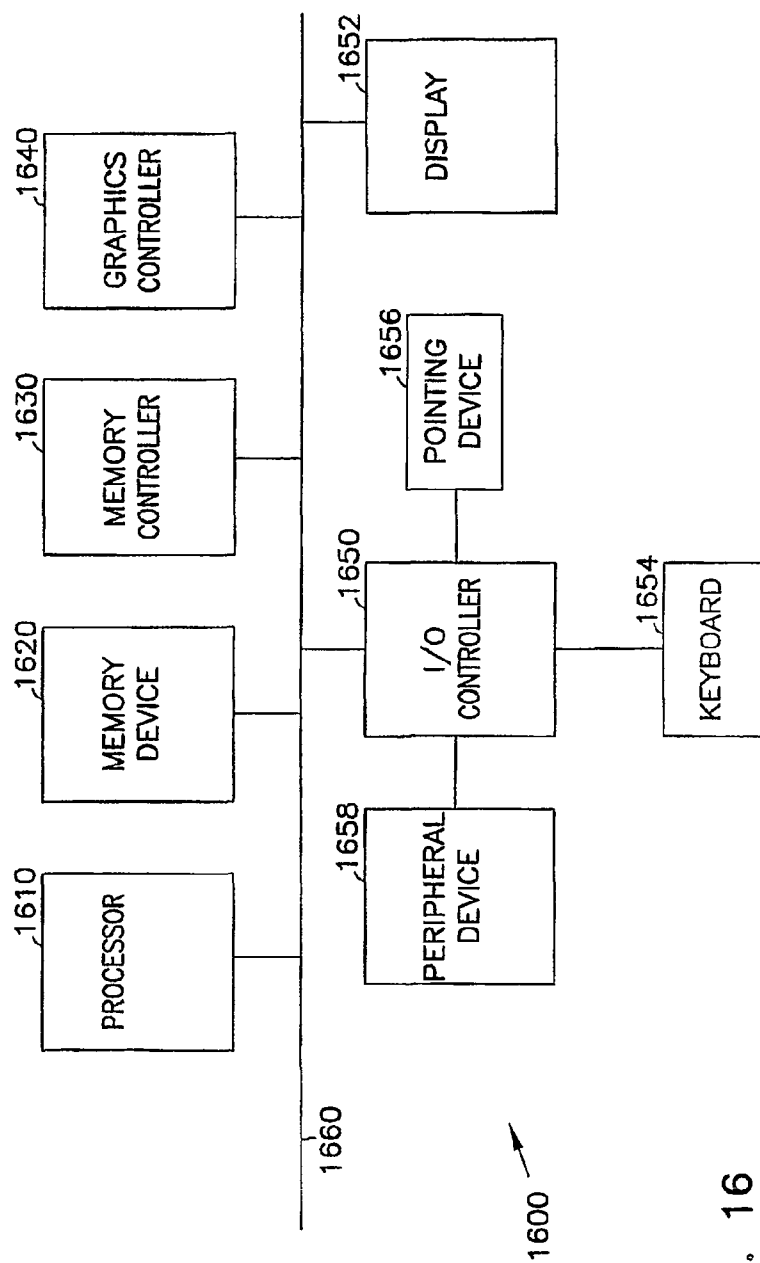 1610
PROCESSOR
1620
MEMORY
DEVICE
1630
MEMORY
CONTROLLER
1640
GRAPHICS
CONTROLLER
1660
1658
PERIPHERAL
DEVICE
1650
I/O
CONTROLLER
1656
POINTING
DEVICE
1652
DISPLAY
1600
1654
KEYBOARD
. 16